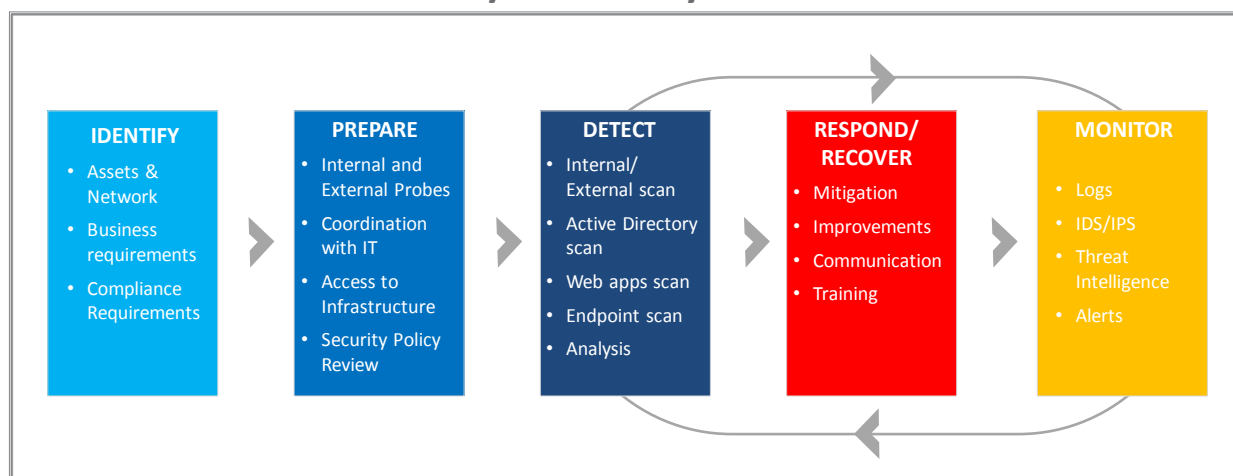 IDENTIFY
• Assets &
Network
• Business
requirements
• Compliance
Requirements
PREPARE
• Internal and
External Probes
• Coordination
with IT
• Access to
Infrastructure
• Security Policy
Review
DETECT
• Internal/
External scan
• Active Directory
scan
• Web apps scan
• Endpoint scan
• Analysis
RESPOND/
RECOVER
• Mitigation
• Improvements
• Communication
• Training
MONITOR
• Logs
• IDS/IPS
• Threat
Intelligence
• Alerts